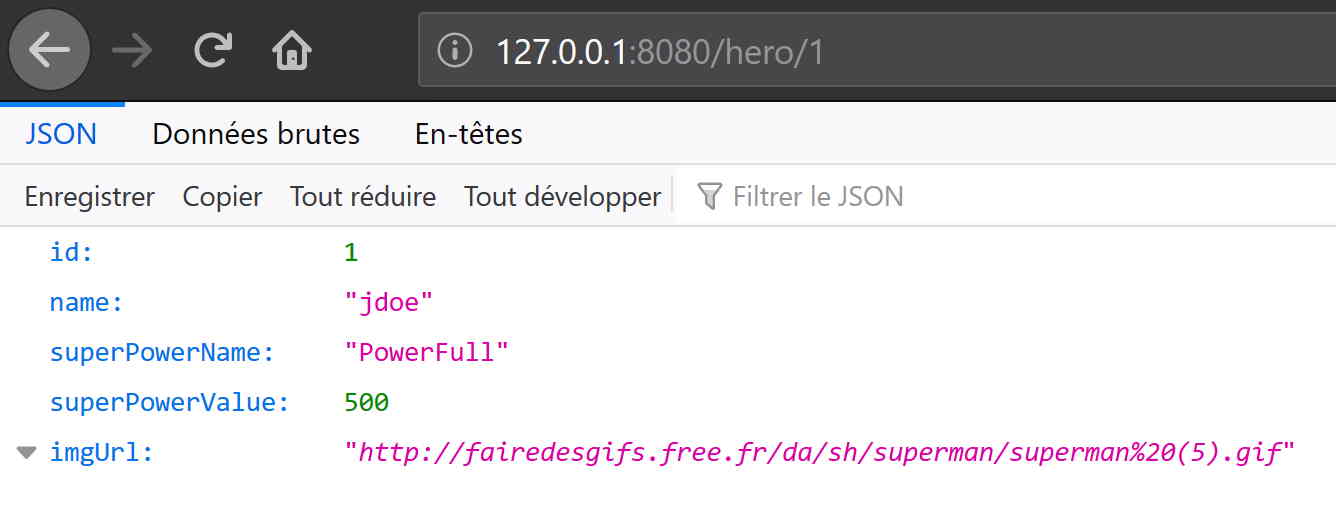 127.0.0.1:8080/hero/1
JSON Données brutes En-têtes
Enregistrer Copier Tout réduire Tout développer Filtrer le JSON
id: 1
name: "jdoe"
superPowerName: "PowerFull"
superPowerValue: 500
imgUrl: "http://fairedesgifs.free.fr/da/sh/superman/superman%20(5).gif"